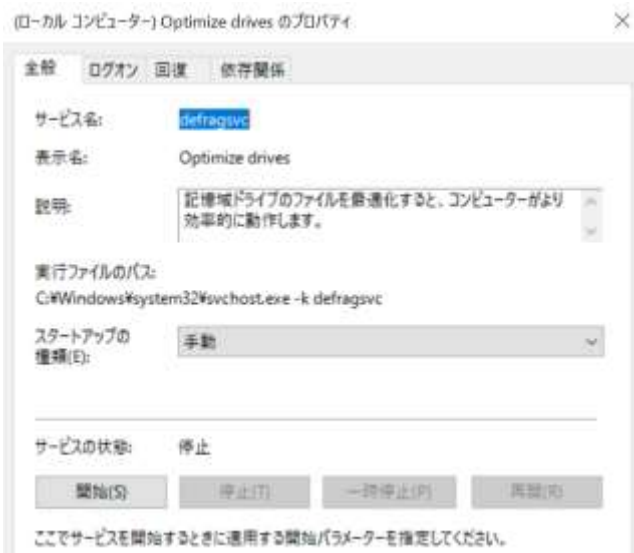 (ローカル コンピューター) Optimize drives のプロパティ
全般 ログオン 回復 依存関係
サービス名: defragsvc
表示名: Optimize drives
説明: 記憶域ドライブのファイルを最適化すると、コンピューターがより
効率的に動作します。
実行ファイルのパス:
C:¥Windows¥system32¥svchost.exe -k defragsvc
スタートアップの
種類(E): 手動
サービスの状態: 停止
開始(S) 停止(T) 一時停止(P) 再開(R)
ここでサービスを開始するときに適用する開始パラメーターを指定してください。